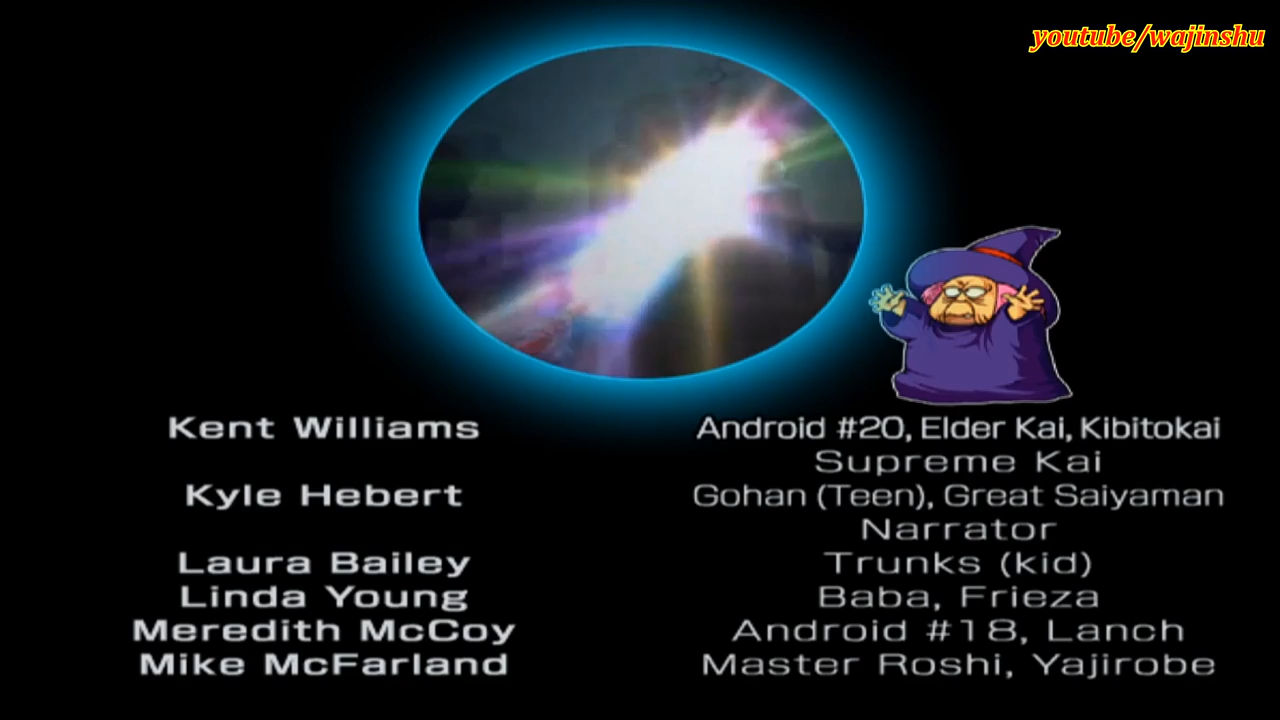 youtube/wajinshu
Kent Williams Android #20, Elder Kai, Kibitokai
Supreme Kai
Kyle Hebert Gohan (Teen), Great Saiyaman
Narrator
Laura Bailey Trunks (kid)
Linda Young Baba, Frieza
Meredith McCoy Android #18, Lanch
Mike McFarland Master Roshi, Yajirobe